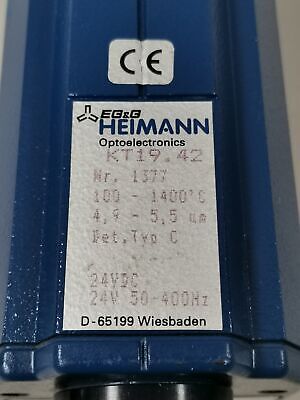 CE
EG&G
HEIMANN
Optoelectronics
KT19.42
Nr. 1377
100 - 1400°C
4,9 - 5,5 um
Det.Typ C
24VDC
24V 50-400Hz
D-65199 Wiesbaden